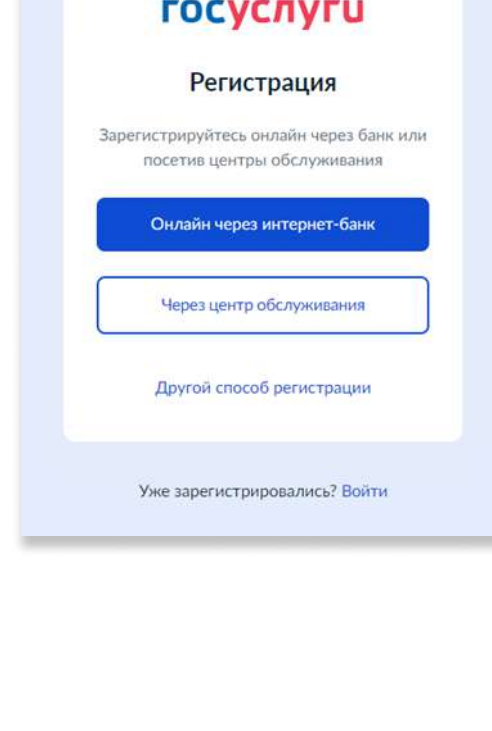 госуслуги
Регистрация
Зарегистрируйтесь онлайн через банк или
посетив центры обслуживания
Онлайн через интернет-банк
Через центр обслуживания
Другой способ регистрации
Уже зарегистрировались? Войти